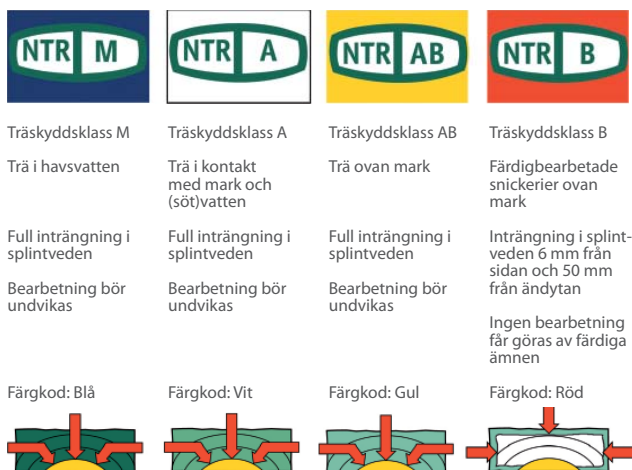 NTR M
NTR A
NTR AB
NTR B
Träskyddsklass M
Trä i havsvatten
Full inträngning i
splintveden
Bearbetning bör
undvikas
Färgkod: Blå
Träskyddsklass A
Trä i kontakt
med mark och
(söt)vatten
Full inträngning i
splintveden
Bearbetning bör
undvikas
Färgkod: Vit
Träskyddsklass AB
Trä ovan mark
Full inträngning i
splintveden
Bearbetning bör
undvikas
Färgkod: Gul
Träskyddsklass B
Färdigbearbetade
snickerier ovan
mark
Inträngning i splint-
veden 6 mm från
sidan och 50 mm
från ändytan
Ingen bearbetning
får göras av färdiga
ämnen
Färgkod: Röd